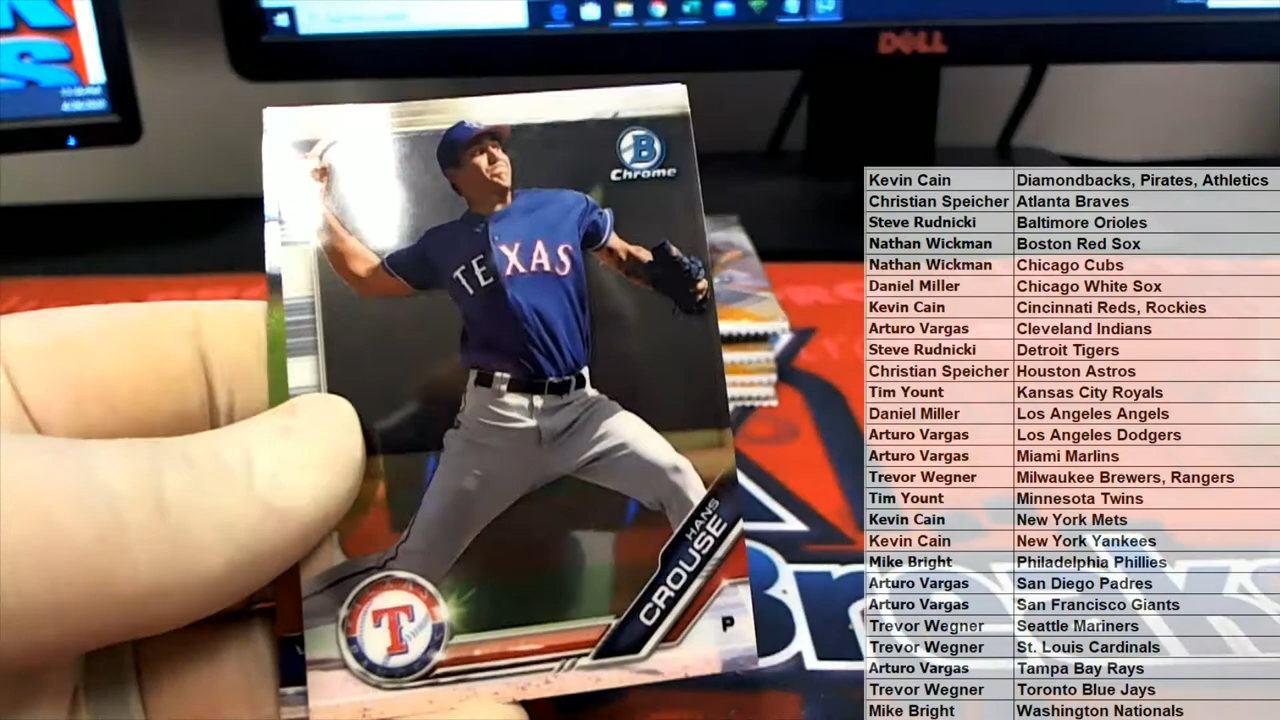 DELL
B
Chrome
TEXAS
HANS
CROUSE
T
P
Kevin Cain Diamondbacks, Pirates, Athletics
Christian Speicher Atlanta Braves
Steve Rudnicki Baltimore Orioles
Nathan Wickman Boston Red Sox
Nathan Wickman Chicago Cubs
Daniel Miller Chicago White Sox
Kevin Cain Cincinnati Reds, Rockies
Arturo Vargas Cleveland Indians
Steve Rudnicki Detroit Tigers
Christian Speicher Houston Astros
Tim Yount Kansas City Royals
Daniel Miller Los Angeles Angels
Arturo Vargas Los Angeles Dodgers
Arturo Vargas Miami Marlins
Trevor Wegner Milwaukee Brewers, Rangers
Tim Yount Minnesota Twins
Kevin Cain New York Mets
Kevin Cain New York Yankees
Mike Bright Philadelphia Phillies
Arturo Vargas San Diego Padres
Arturo Vargas San Francisco Giants
Trevor Wegner Seattle Mariners
Trevor Wegner St. Louis Cardinals
Arturo Vargas Tampa Bay Rays
Trevor Wegner Toronto Blue Jays
Mike Bright Washington Nationals